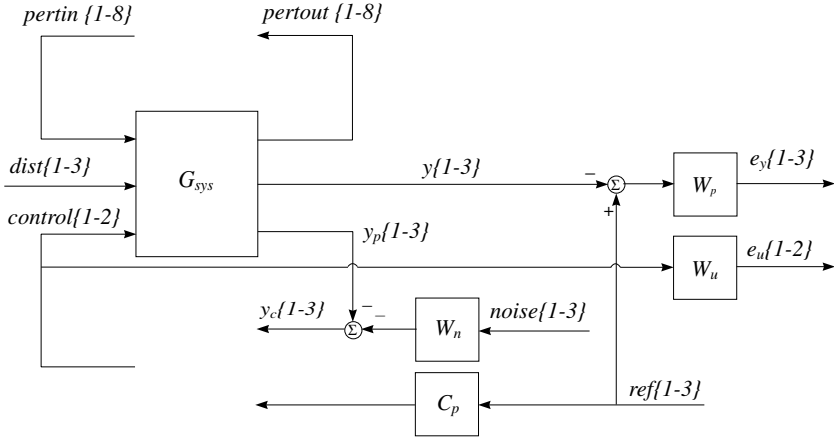 pertin {1-8}
pertout {1-8}
dist{1-3}
G_sys
y{1-3}
−
Σ
W_p
e_y{1-3}
control{1-2}
+
y_p{1-3}
W_u
e_u{1-2}
y_c{1-3}
−
−
Σ
W_n
noise{1-3}
C_p
ref{1-3}